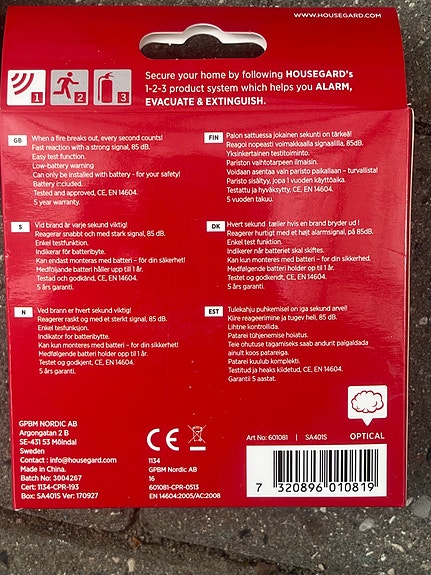 WWW.HOUSEGARD.COM
1
2
3
Secure your home by following HOUSEGARD's
1-2-3 product system which helps you ALARM,
EVACUATE & EXTINGUISH.
GB When a fire breaks out, every second counts!
Fast reaction with a strong signal, 85 dB.
Easy test function.
Low-battery warning
Can only be installed with battery - for your safety!
Battery included.
Tested and approved, CE, EN 14604.
5 year warranty.
FIN Palon sattuessa jokainen sekunti on tärkeä!
Reagoi nopeasti voimakkaalla signaalilla, 85dB.
Yksinkertainen testitoiminto.
Pariston vaihtotarpeen ilmaisin.
Voidaan asentaa vain paristo paikallaan – turvallista!
Paristo sisältyy, jopa 1 vuoden käyttöaika.
Testattu ja hyväksytty, CE, EN 14604.
5 vuoden takuu.
S Vid brand är varje sekund viktig!
Reagerar snabbt och med stark signal, 85 dB.
Enkel testfunktion.
Indikerar för batteribyte.
Kan endast monteras med batteri – för din säkerhet!
Medföljande batteri håller upp till 1 år.
Testad och godkänd, CE, EN 14604.
5 års garanti.
DK Hvert sekund tæller hvis en brand bryder ud !
Reagerer hurtigt med et højt alarmsignal, på 85dB.
Enkel testfunktion.
Indikerer når batteriet skal skiftes.
Kan kun monteres med batteri - for din sikkerhed.
Medfølgende batteri holder op til 1 år.
Testet og godkendt, CE, EN 14604.
5 års garanti.
N Ved brann er hvert sekund viktig!
Reagerer raskt og med et sterkt signal, 85 dB.
Enkel testfunksjon.
Indikator for batteribytte.
Kan kun monteres med batteri – for din sikkerhet!
Medfølgende batteri holder opp til 1 år.
Testet og godkjent, CE, EN 14604.
5 års garanti.
EST Tulekahju puhkemisel on iga sekund arvel!
Kiire reageerimine ja tugev heli, 85 dB.
Lihtne kontrollida.
Patarei tühjenemise hoiatus.
Teie ohutuse tagamiseks saab andurit paigaldada
ainult koos patareiga.
Patarei kuulub komplekti.
Testitud ja heaks kiidetud, CE, EN 14604.
Garantii 5 aastat.
GPBM NORDIC AB
Argongatan 2 B
SE-431 53 Mölndal
Sweden
Contact : info@housegard.com
Made in China.
Batch No: 3004267
Cert: 1134-CPR-193
Box: SA401S Ver: 170927
CE
1134
GPBM Nordic AB
16
601081-CPR-0513
EN 14604:2005/AC:2008
Art No: 601081 | SA401S
OPTICAL
7 320896 010819